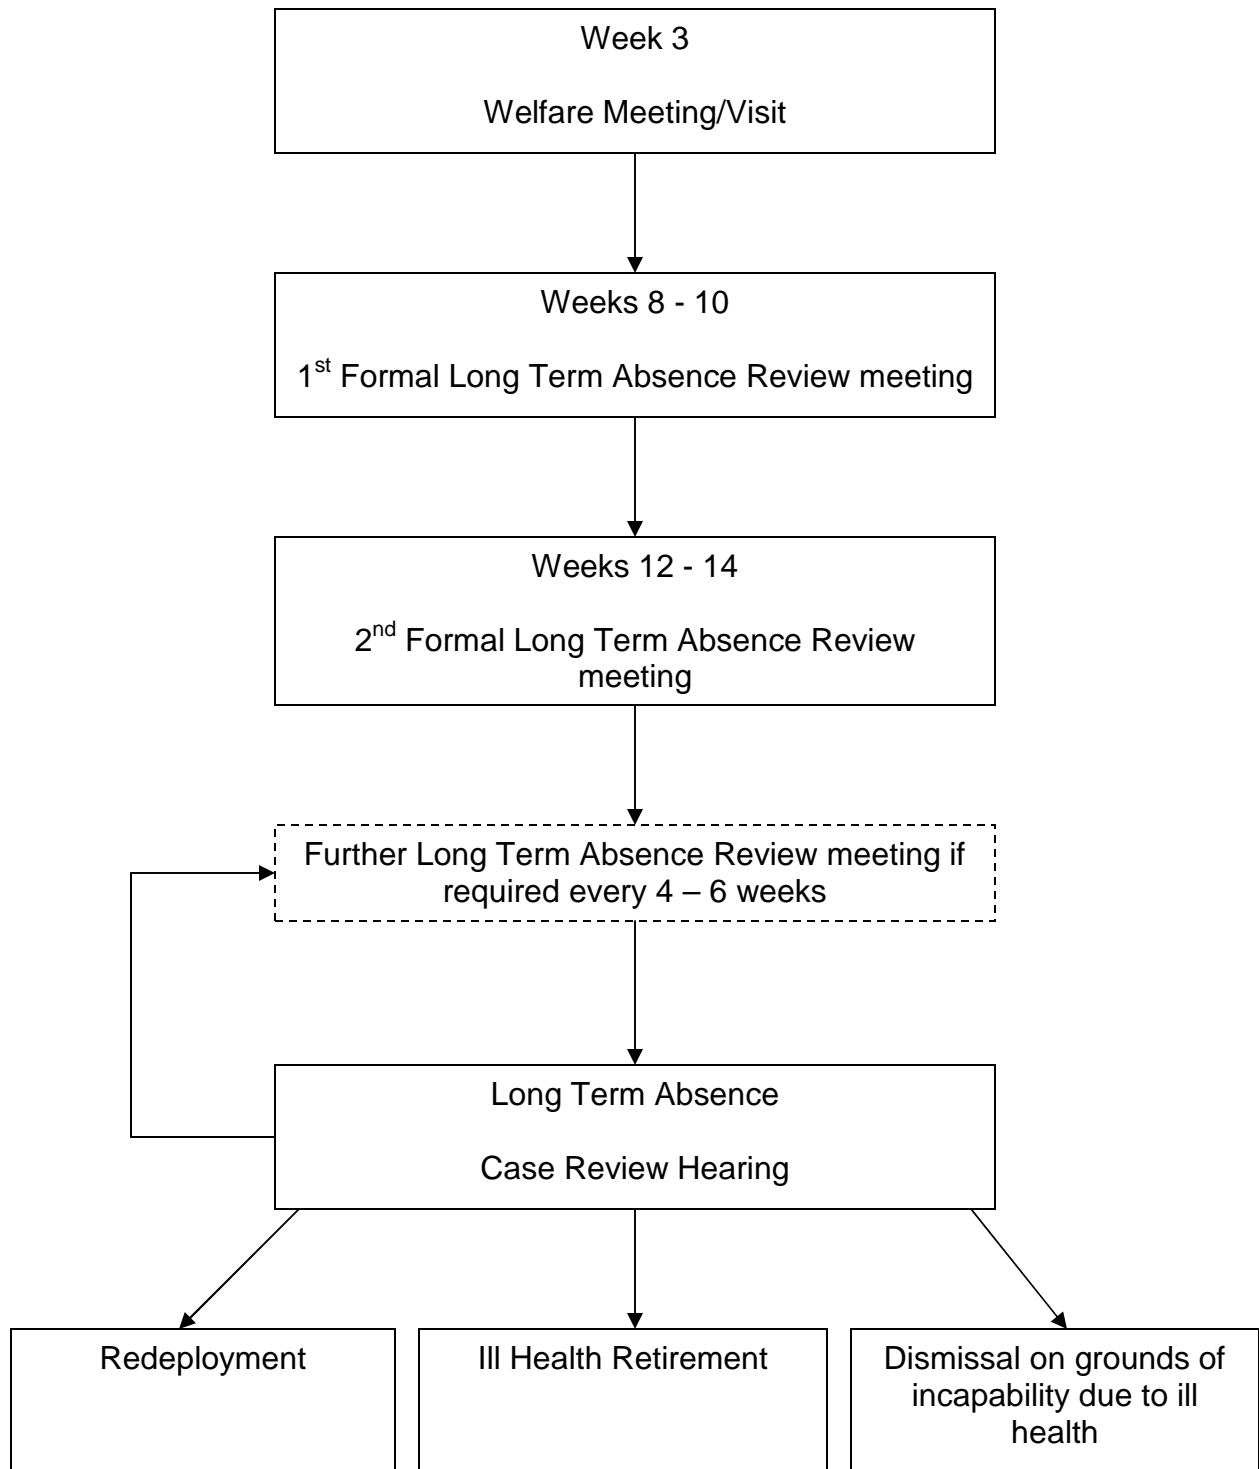 Week 3
Welfare Meeting/Visit
Weeks 8 - 10
1st Formal Long Term Absence Review meeting
Weeks 12 - 14
2nd Formal Long Term Absence Review
meeting
Further Long Term Absence Review meeting if
required every 4 – 6 weeks
Long Term Absence
Case Review Hearing
Redeployment
Ill Health Retirement
Dismissal on grounds of
incapability due to ill
health